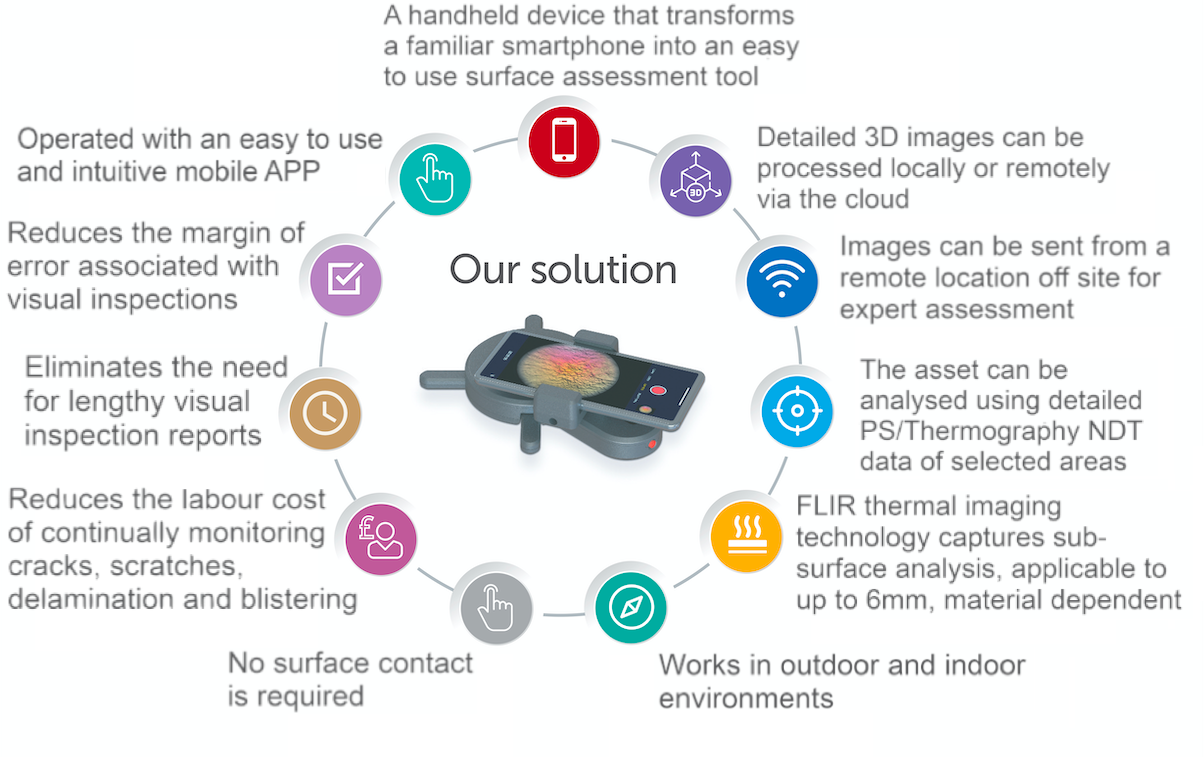 A handheld device that transforms
a familiar smartphone into an easy
to use surface assessment tool
Operated with an easy to use
and intuitive mobile APP
Detailed 3D images can be
processed locally or remotely
via the cloud
3D
Reduces the margin of
error associated with
visual inspections
Our solution
Images can be sent from a
remote location off site for
expert assessment
Eliminates the need
for lengthy visual
inspection reports
The asset can be
analysed using detailed
PS/Thermography NDT
data of selected areas
Reduces the labour cost
of continually monitoring
cracks, scratches,
delamination and blistering
£
FLIR thermal imaging
technology captures sub-
surface analysis, applicable to
up to 6mm, material dependent
No surface contact
is required
Works in outdoor and indoor
environments